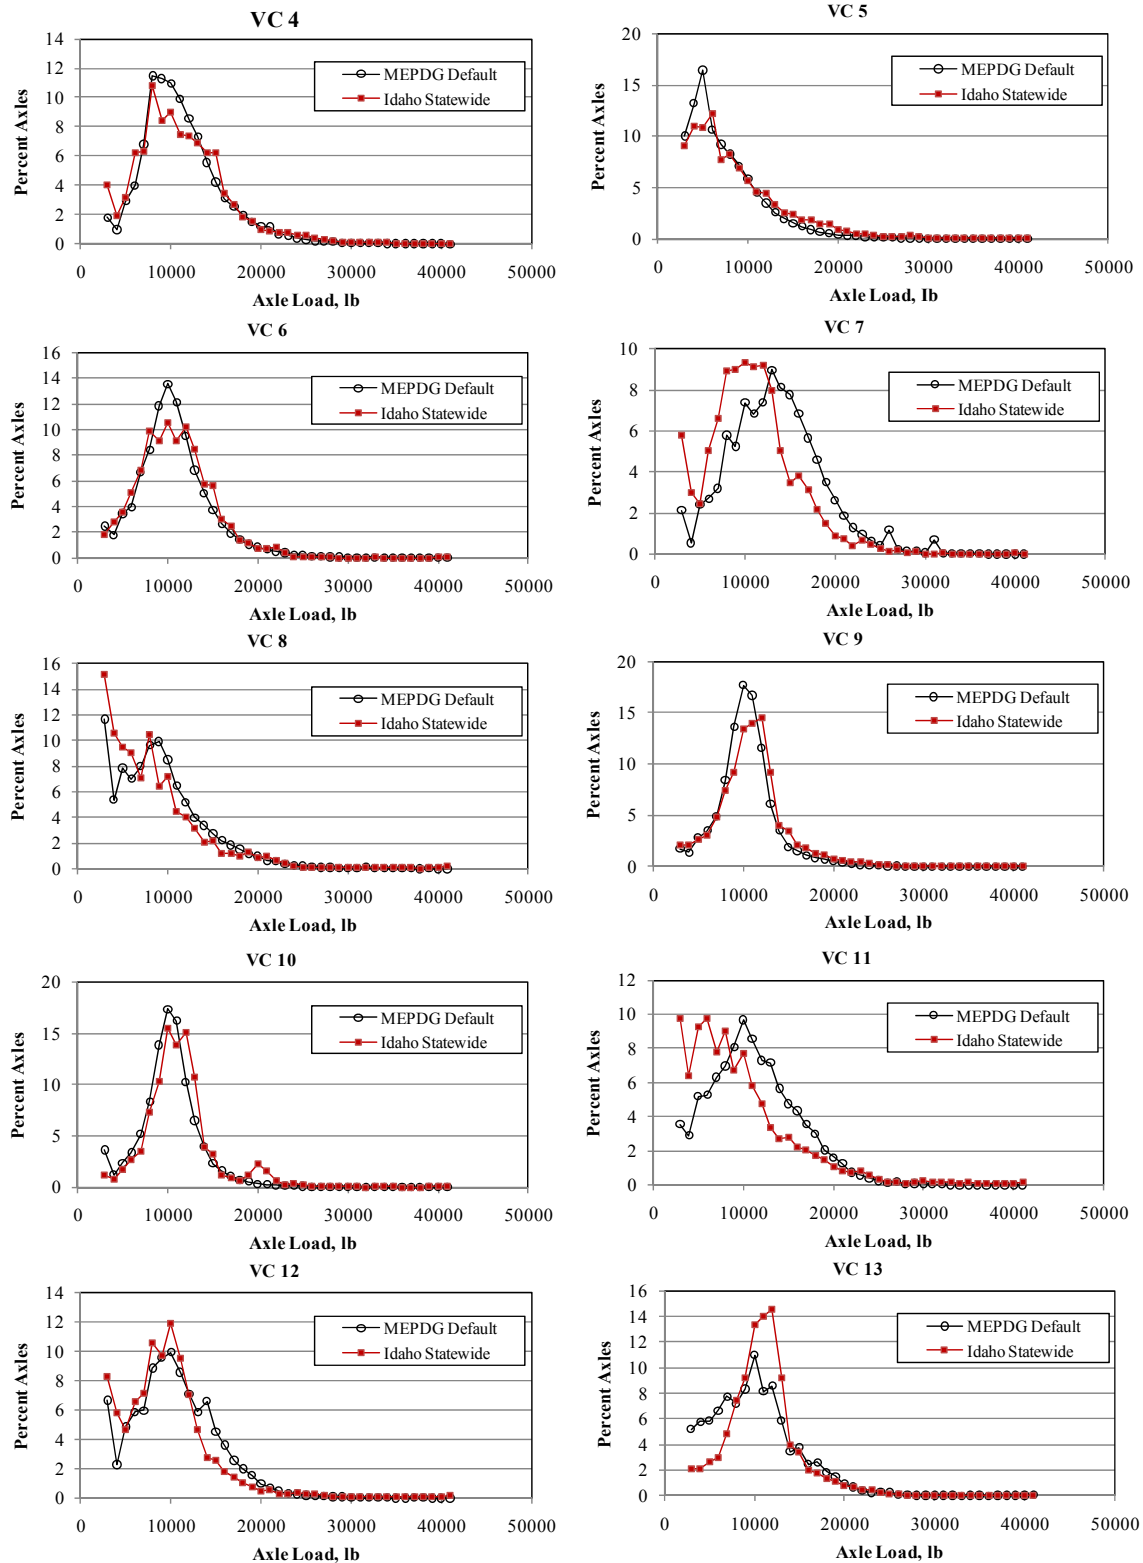 VC 4
14
12
10
8
6
4
2
0
Percent Axles
MEPDG Default
Idaho Statewide
0 10000 20000 30000 40000 50000
Axle Load, lb
VC 5
20
15
10
5
0
Percent Axles
MEPDG Default
Idaho Statewide
0 10000 20000 30000 40000 50000
Axle Load, Ib
VC 6
16
14
12
10
8
6
4
2
0
Percent Axles
MEPDG Default
Idaho Statewide
0 10000 20000 30000 40000 50000
Axle Load, lb
VC 7
10
8
6
4
2
0
Percent Axles
MEPDG Default
Idaho Statewide
0 10000 20000 30000 40000 50000
Axle Load, lb
VC 8
16
14
12
10
8
6
4
2
0
Percent Axles
MEPDG Default
Idaho Statewide
0 10000 20000 30000 40000 50000
Axle Load, lb
VC 9
20
15
10
5
0
Percent Axles
MEPDG Default
Idaho Statewide
0 10000 20000 30000 40000 50000
Axle Load, lb
VC 10
20
15
10
5
0
Percent Axles
MEPDG Default
Idaho Statewide
0 10000 20000 30000 40000 50000
Axle Load, lb
VC 11
12
10
8
6
4
2
0
Percent Axles
MEPDG Default
Idaho Statewide
0 10000 20000 30000 40000 50000
Axle Load, lb
VC 12
14
12
10
8
6
4
2
0
Percent Axles
MEPDG Default
Idaho Statewide
0 10000 20000 30000 40000 50000
Axle Load, lb
VC 13
16
14
12
10
8
6
4
2
0
Percent Axles
MEPDG Default
Idaho Statewide
0 10000 20000 30000 40000 50000
Axle Load, lb